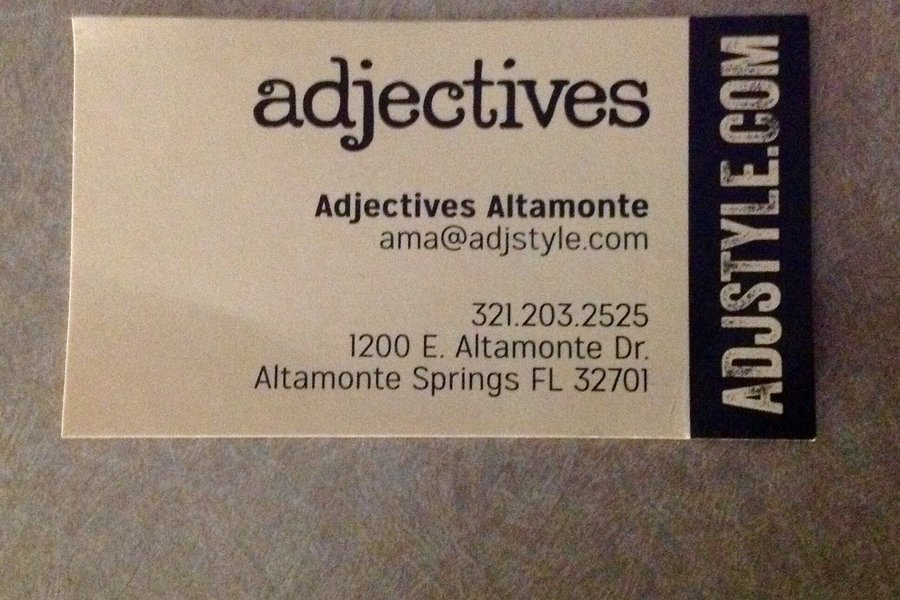 adjectives
Adjectives Altamonte
ama@adjstyle.com
321.203.2525
1200 E. Altamonte Dr.
Altamonte Springs FL 32701
ADJSTYLE.COM